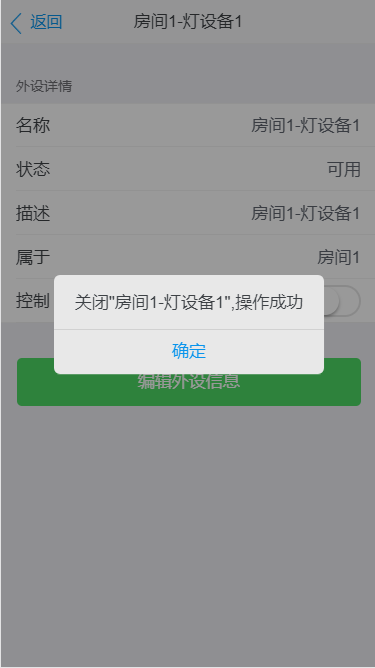 返回
房间1-灯设备1
外设详情
名称 房间1-灯设备1
状态 可用
描述 房间1-灯设备1
属于 房间1
控制
关闭"房间1-灯设备1",操作成功
确定
编辑外设信息